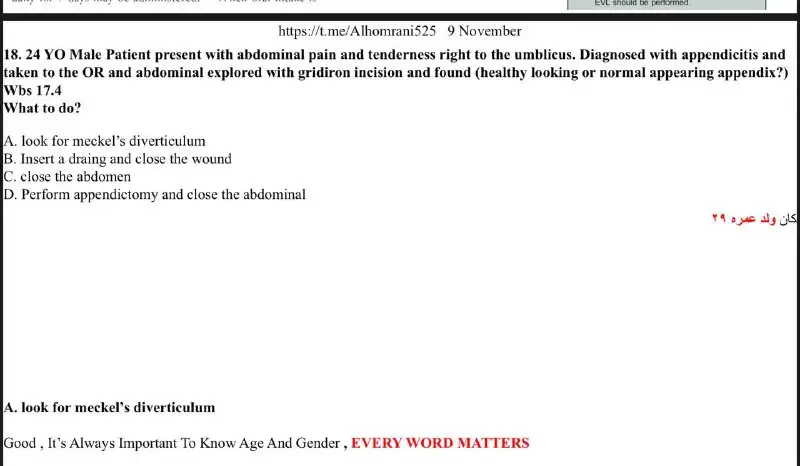 EVL should be performed.
https://t.me/Alhomrani525 9 November
18. 24 YO Male Patient present with abdominal pain and tenderness right to the umblicus. Diagnosed with appendicitis and
taken to the OR and abdominal explored with gridiron incision and found (healthy looking or normal appearing appendix?)
Wbs 17.4
What to do?
A. look for meckel's diverticulum
B. Insert a draing and close the wound
C. close the abdomen
D. Perform appendictomy and close the abdominal
كان ولد عمره ٢٩
A. look for meckel's diverticulum
Good , It's Always Important To Know Age And Gender , EVERY WORD MATTERS